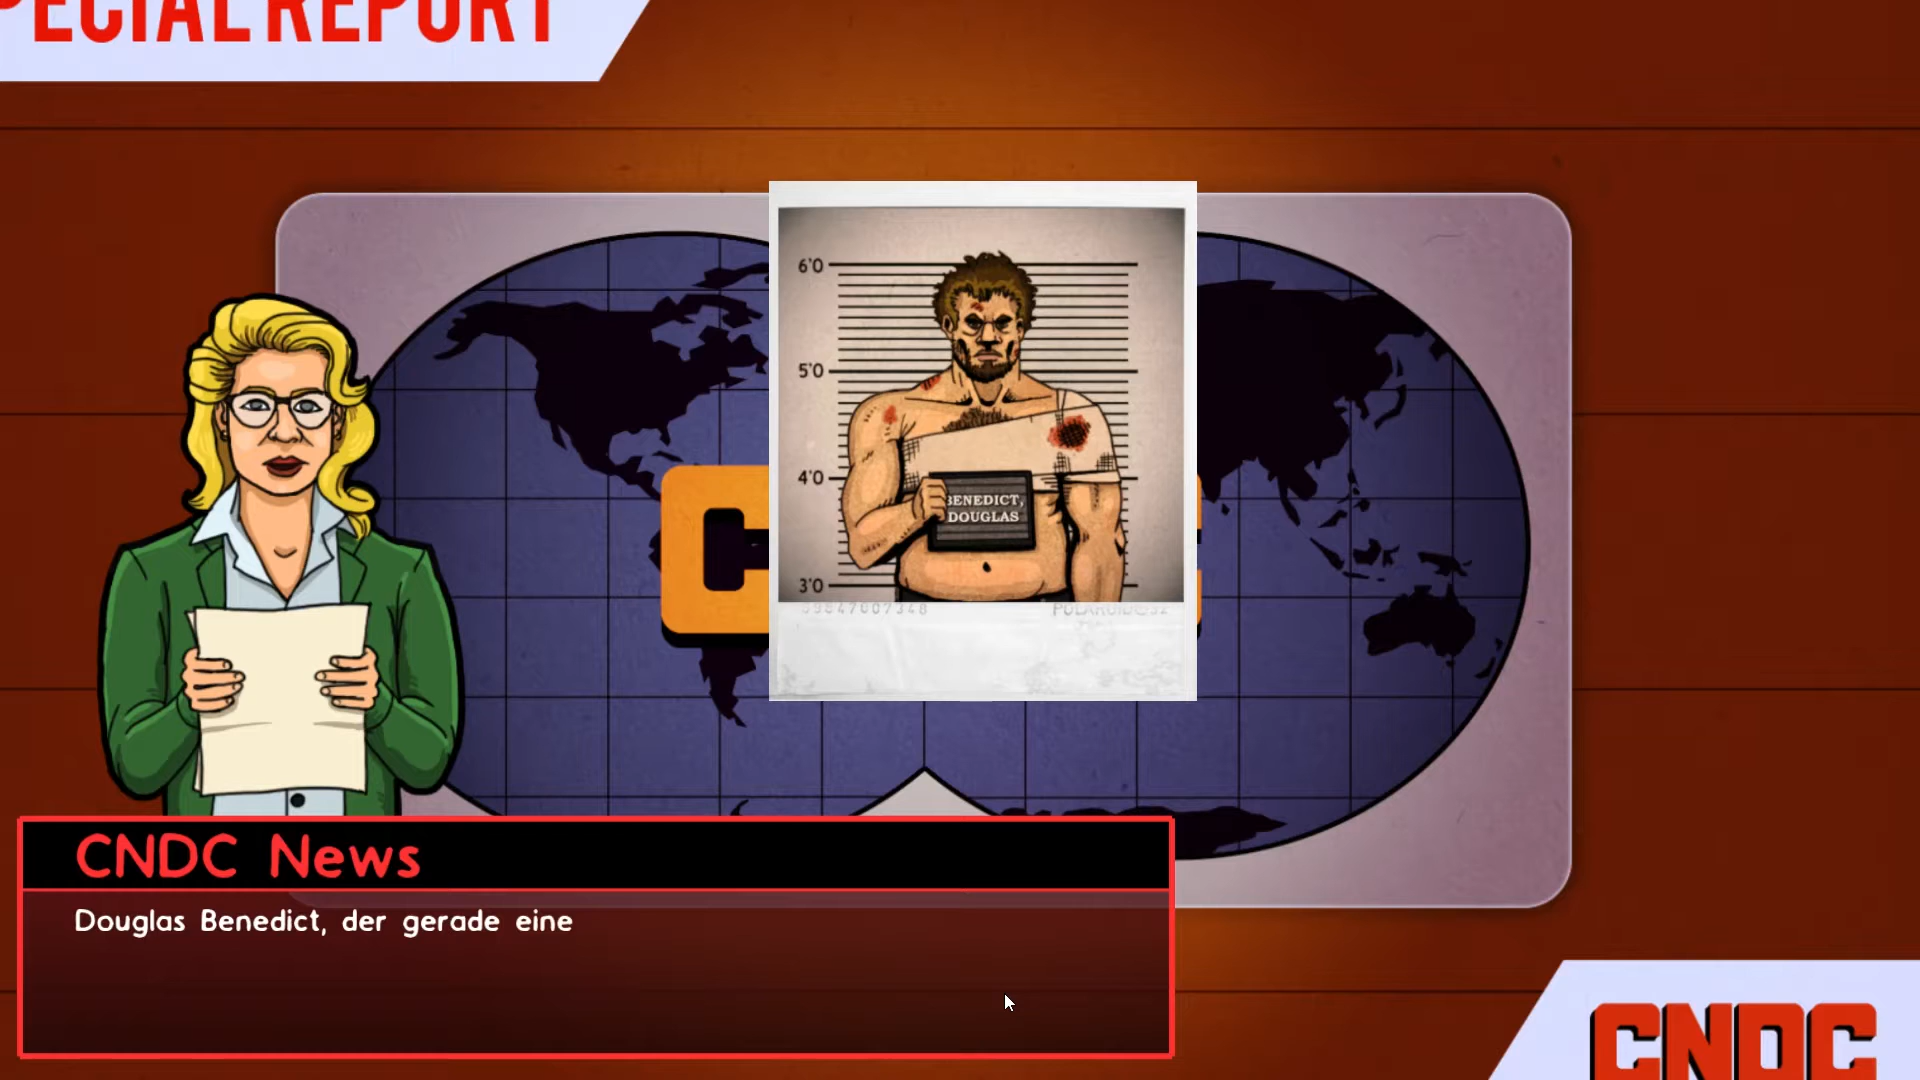 PECIAL REPORT
6'0
5'0
4'0
3'0
BENEDICT,
DOUGLAS
C
CNDC News
Douglas Benedict, der gerade eine
CNDC